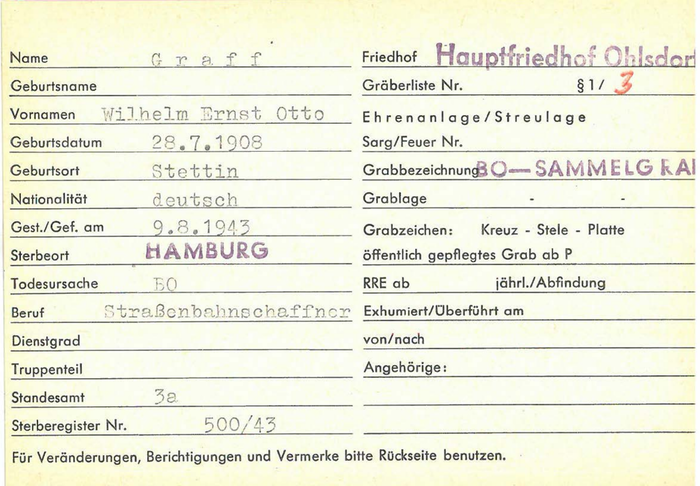 Name G r a f f
Geburtsname
Vornamen Wilhelm Ernst Otto
Geburtsdatum 28.7.1908
Geburtsort Stettin
Nationalität deutsch
Gest./Gef. am 9.8.1943
Sterbeort HAMBURG
Todesursache BO
Beruf Straßenbahnschaffner
Dienstgrad
Truppenteil
Standesamt 3a
Sterberegister Nr. 500/43
Friedhof Hauptfriedhof Ohlsdorf
Gräberliste Nr. §1/ 3
Ehrenanlage/Streulage
Sarg/Feuer Nr.
Grabbezeichnung BO—SAMMELGRAB
Grablage - -
Grabzeichen: Kreuz - Stele - Platte
öffentlich gepflegtes Grab ab P
RRE ab jährl./Abfindung
Exhumiert/Überführt am
von/nach
Angehörige:
Für Veränderungen, Berichtigungen und Vermerke bitte Rückseite benutzen.